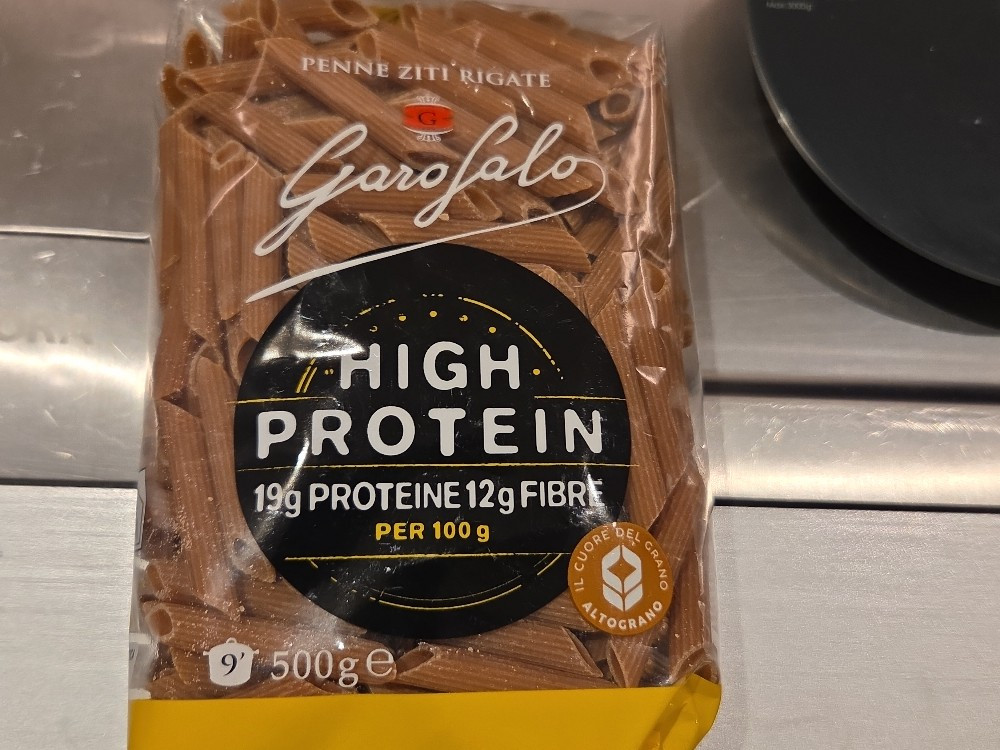 PENNE ZITI RIGATE
G
Garofalo
HIGH
PROTEIN
19g PROTEINE 12g FIBRE
PER 100 g
IL CUORE DEL GRANO
ALTOGRANO
9'
500g e